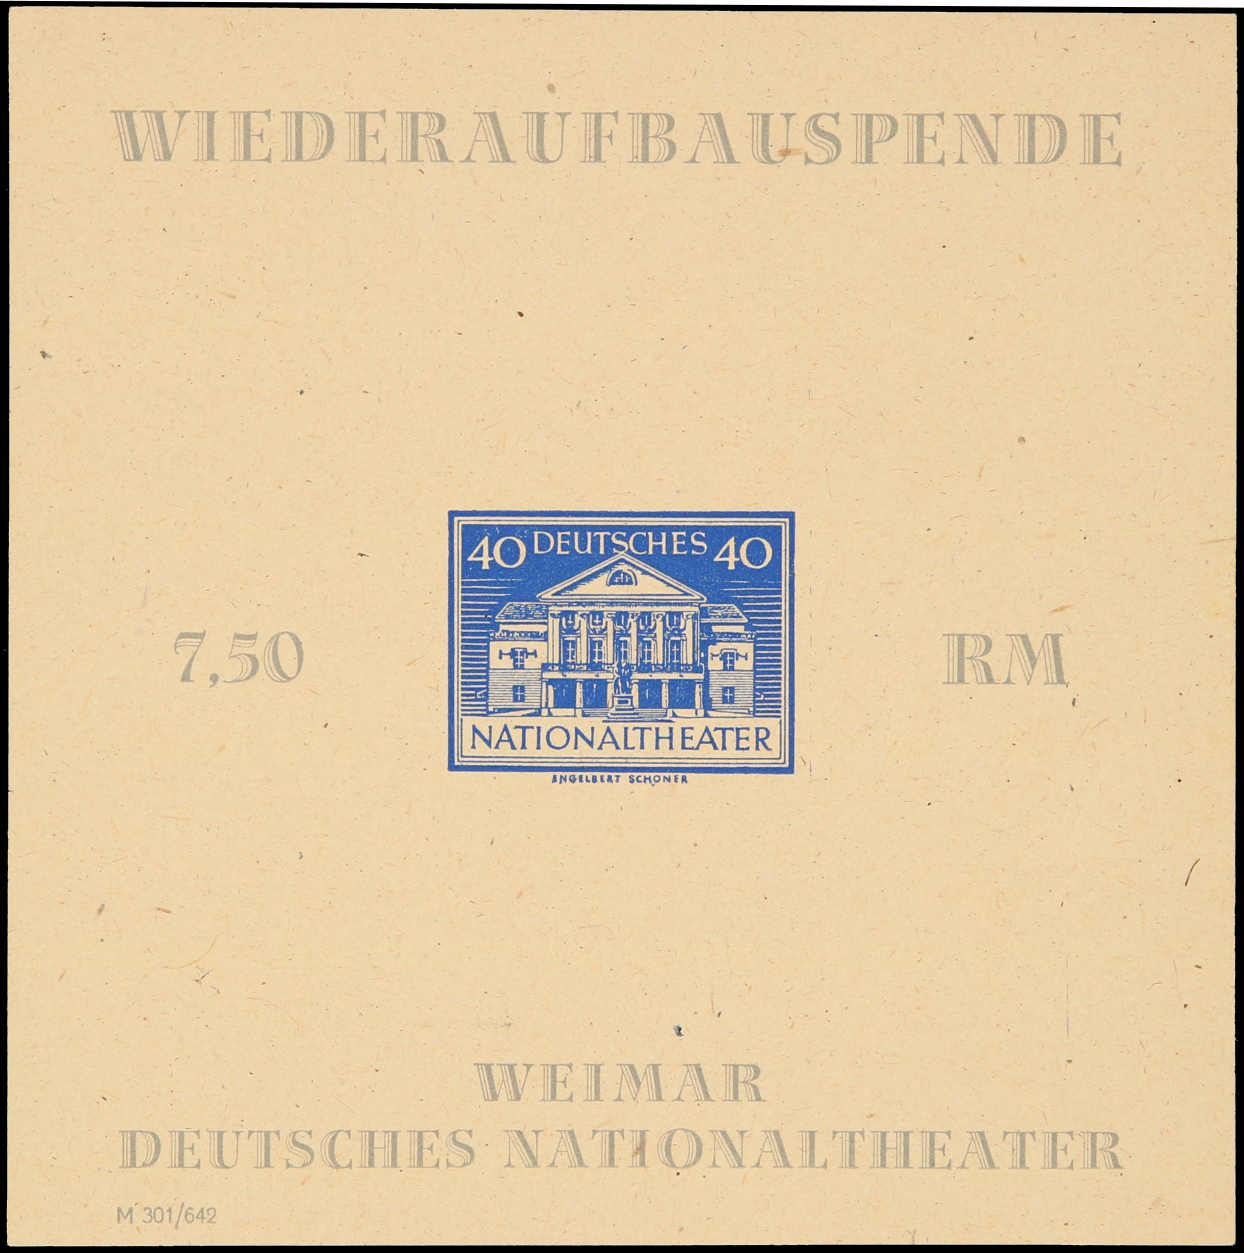 WIEDERAUFBAUSPENDE
40 DEUTSCHES 40
7,50 RM
NATIONALTHEATER
ENGELBERT SCHONER
WEIMAR
DEUTSCHES NATIONALTHEATER
M 301/642